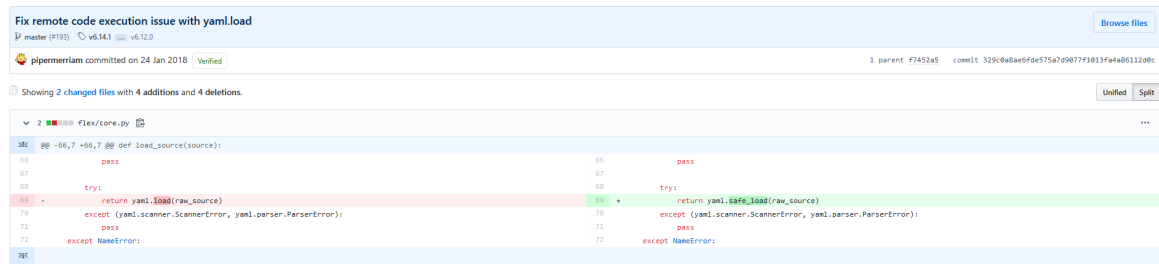 Fix remote code execution issue with yaml.load
Browse files
master (#193) v6.14.1 ... v6.12.0
pipermerriam committed on 24 Jan 2018 Verified
1 parent f7452a5 commit 329c0a8ae6fde575a7d9077f1013fa4a86112d0c
Showing 2 changed files with 4 additions and 4 deletions.
Unified Split
2 flex/core.py ...
@@ -66,7 +66,7 @@ def load_source(source):
66 pass 66 pass
67 67
68 try: 68 try:
69 - return yaml.load(raw_source) 69 + return yaml.safe_load(raw_source)
70 except (yaml.scanner.ScannerError, yaml.parser.ParserError): 70 except (yaml.scanner.ScannerError, yaml.parser.ParserError):
71 pass 71 pass
72 except NameError: 72 except NameError: